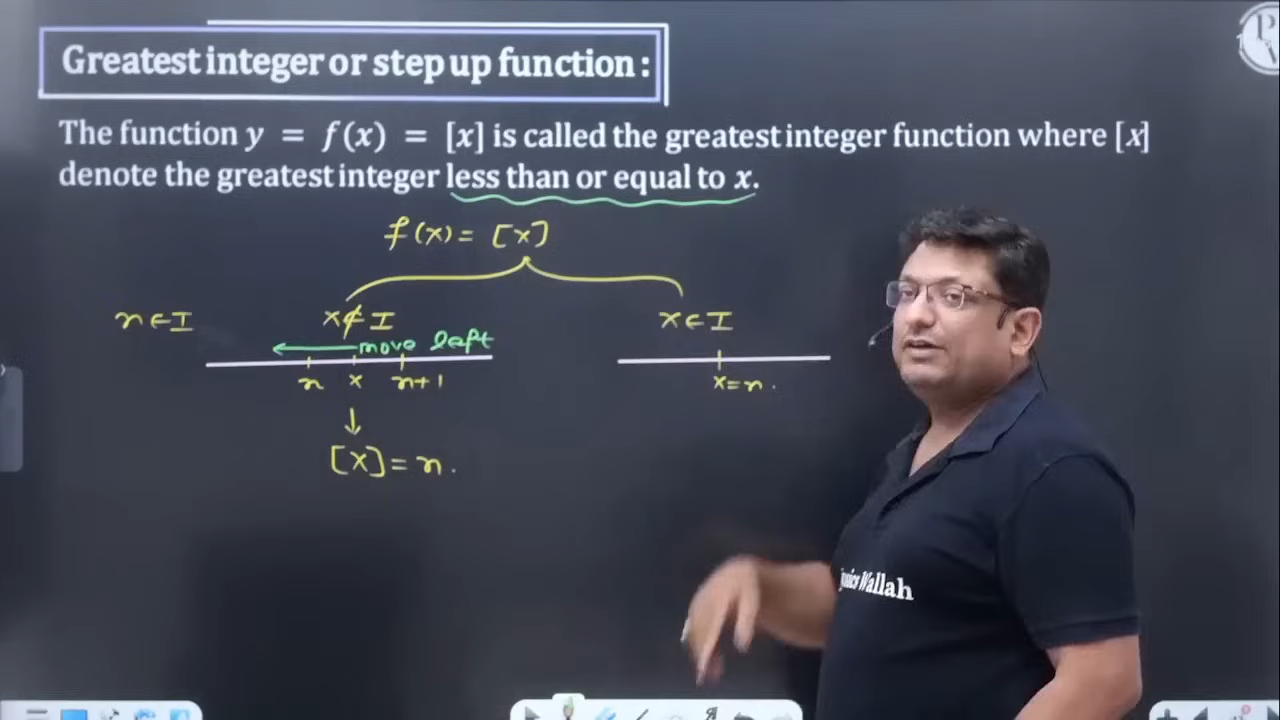 Greatest integer or step up function :
The function y = f(x) = [x] is called the greatest integer function where [x]
denote the greatest integer less than or equal to x.
f(x) = [x]
n∈I x∉I x∈I
move left
n x n+1 x=n.
↓
[x]=n.
Wallah